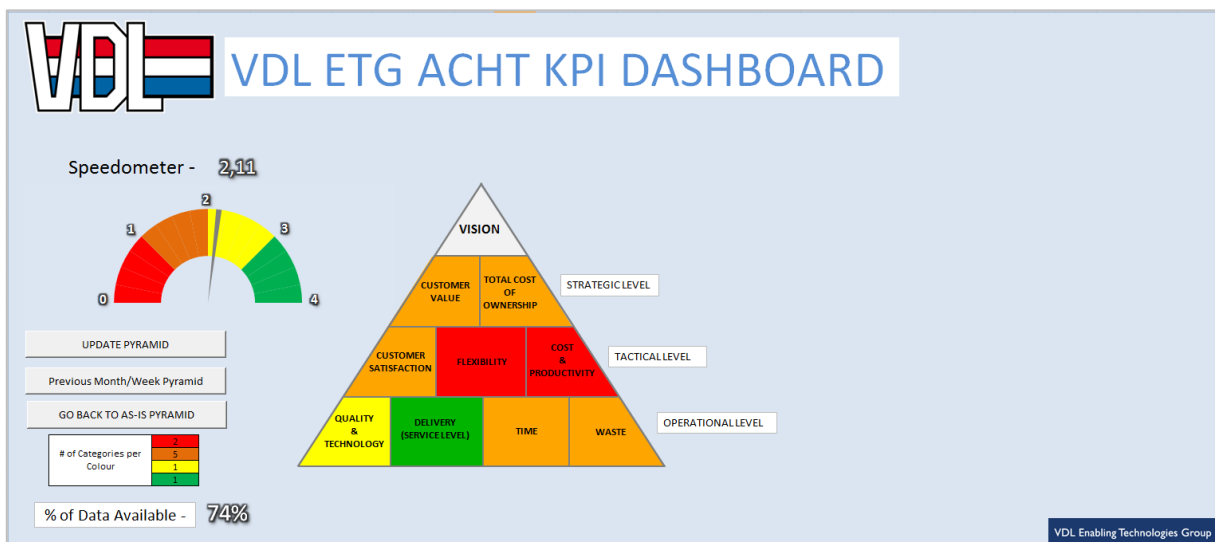 VDL
VDL ETG ACHT KPI DASHBOARD
Speedometer - 2,11
0
1
2
3
4
UPDATE PYRAMID
Previous Month/Week Pyramid
GO BACK TO AS-IS PYRAMID
# of Categories per
Colour
2
5
1
1
% of Data Available - 74%
VISION
CUSTOMER
VALUE
TOTAL COST
OF
OWNERSHIP
STRATEGIC LEVEL
CUSTOMER
SATISFACTION
FLEXIBILITY
COST
&
PRODUCTIVITY
TACTICAL LEVEL
QUALITY
&
TECHNOLOGY
DELIVERY
(SERVICE LEVEL)
TIME
WASTE
OPERATIONAL LEVEL
VDL Enabling Technologies Group